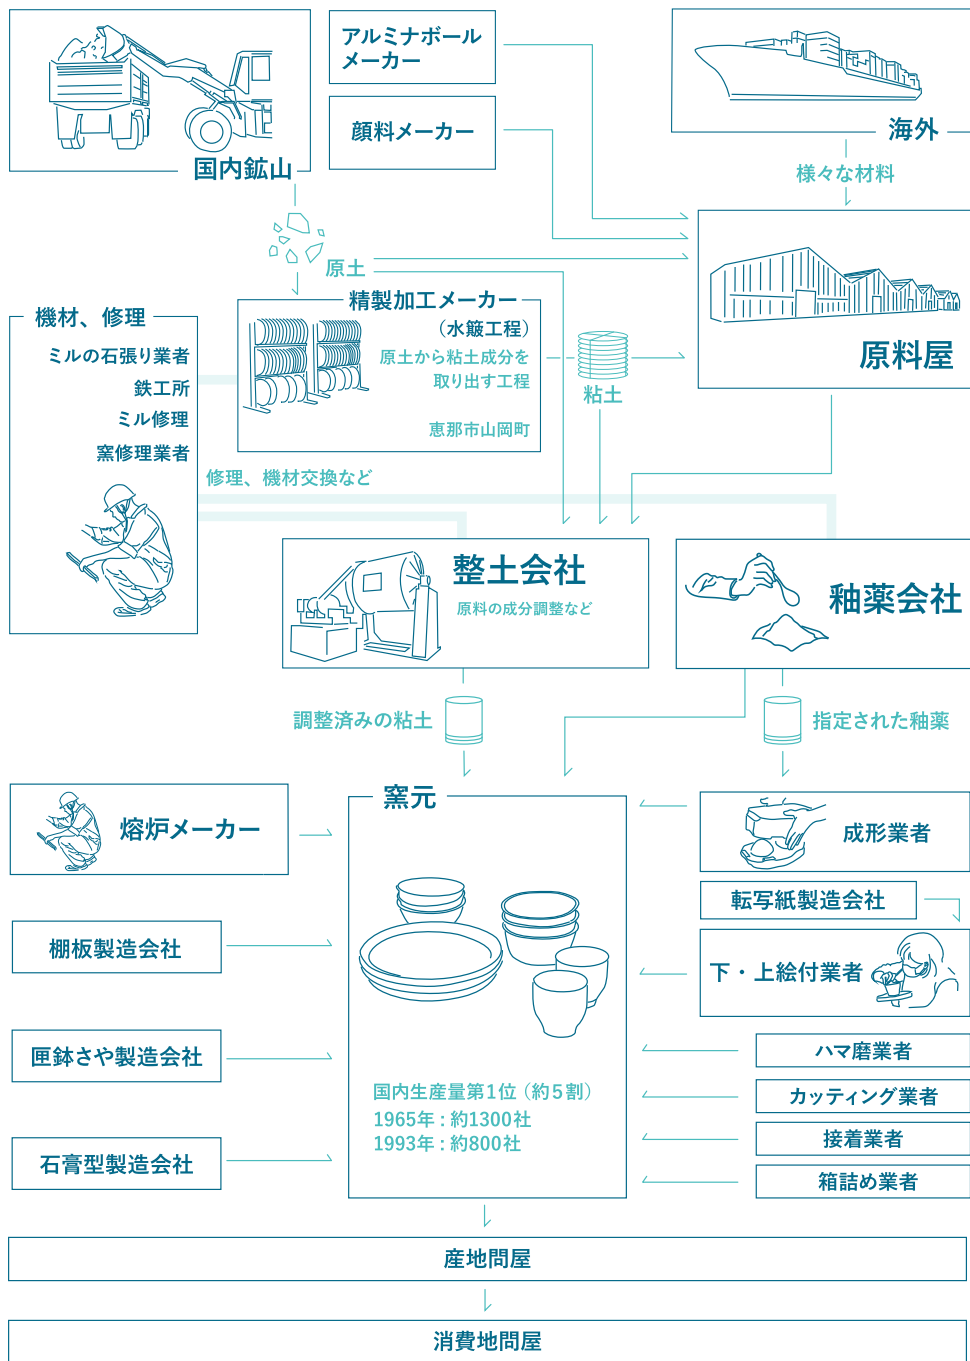 アルミナボール
メーカー
顔料メーカー
海外
国内鉱山
様々な材料
原土
精製加工メーカー
（水簸工程）
原土から粘土成分を
取り出す工程
恵那市山岡町
粘土
原料屋
機材、修理
ミルの石張り業者
鉄工所
ミル修理
窯修理業者
修理、機材交換など
整土会社
原料の成分調整など
釉薬会社
調整済みの粘土
指定された釉薬
窯元
熔炉メーカー
成形業者
転写紙製造会社
棚板製造会社
下・上絵付業者
匣鉢さや製造会社
ハマ磨業者
カッティング業者
接着業者
箱詰め業者
石膏型製造会社
国内生産量第1位（約5割）
1965年：約1300社
1993年：約800社
産地問屋
消費地問屋